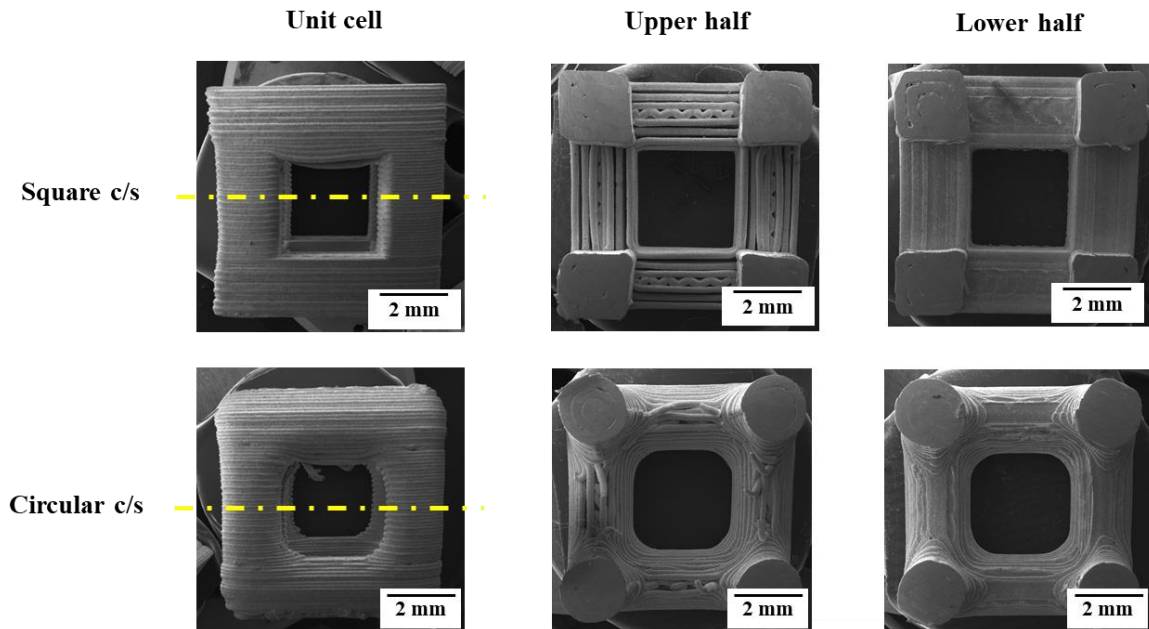 Unit cell
Upper half
Lower half
Square c/s
2 mm
2 mm
2 mm
Circular c/s
2 mm
2 mm
2 mm